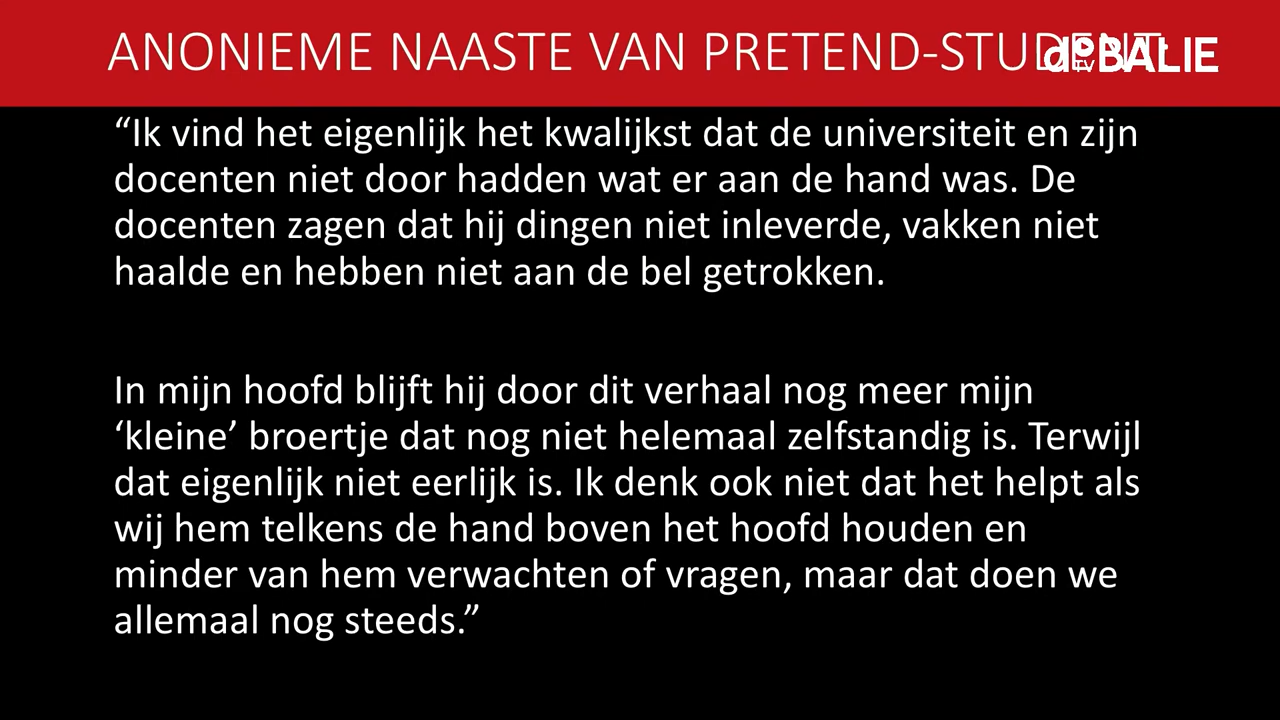 ANONIEME NAASTE VAN PRETEND-STUDENT:
de BALIE
TV
“Ik vind het eigenlijk het kwalijkst dat de universiteit en zijn
docenten niet door hadden wat er aan de hand was. De
docenten zagen dat hij dingen niet inleverde, vakken niet
haalde en hebben niet aan de bel getrokken.
In mijn hoofd blijft hij door dit verhaal nog meer mijn
‘kleine’ broertje dat nog niet helemaal zelfstandig is. Terwijl
dat eigenlijk niet eerlijk is. Ik denk ook niet dat het helpt als
wij hem telkens de hand boven het hoofd houden en
minder van hem verwachten of vragen, maar dat doen we
allemaal nog steeds.”